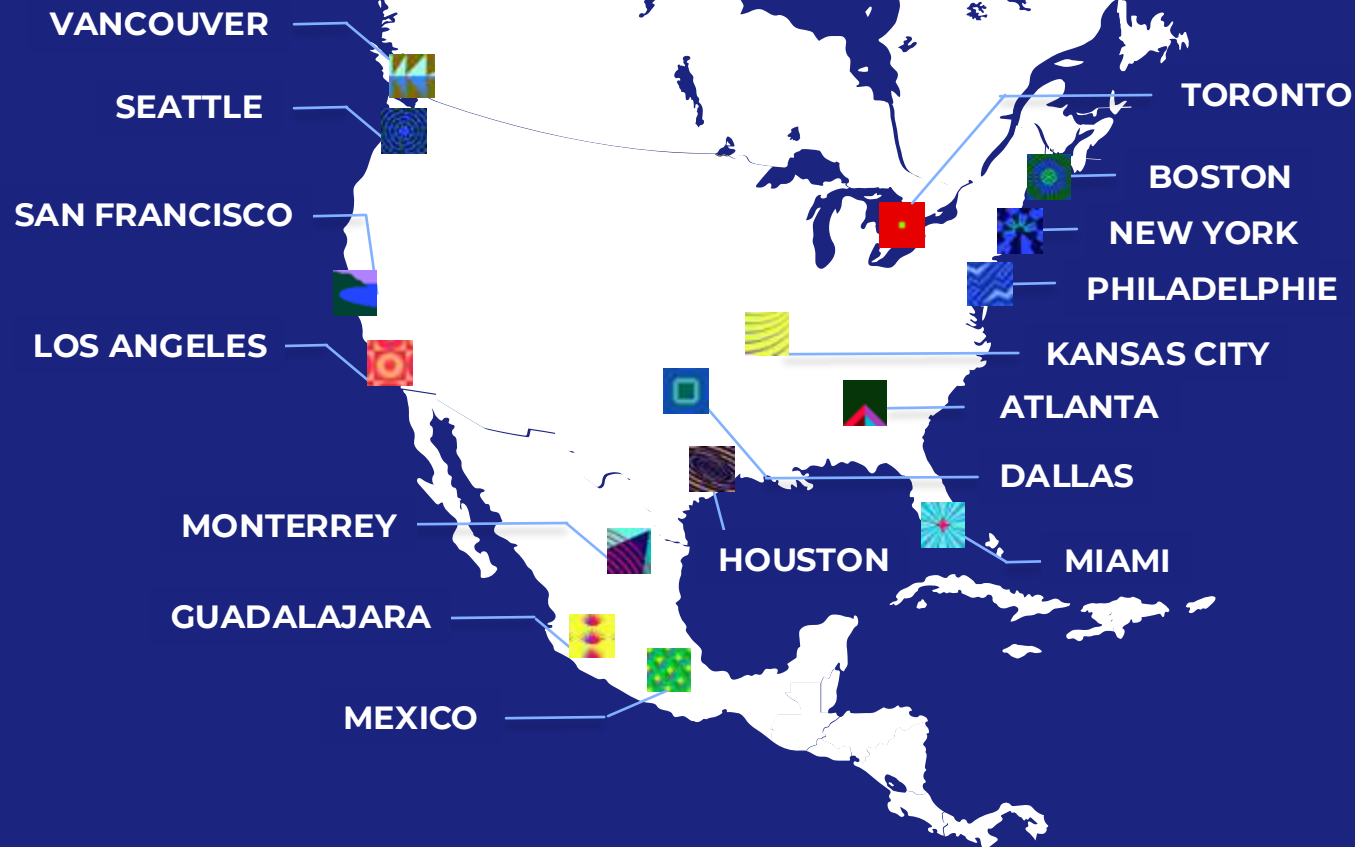 VANCOUVER
SEATTLE
TORONTO
BOSTON
SAN FRANCISCO
NEW YORK
PHILADELPHIE
LOS ANGELES
KANSAS CITY
ATLANTA
DALLAS
MONTERREY
HOUSTON
MIAMI
GUADALAJARA
MEXICO